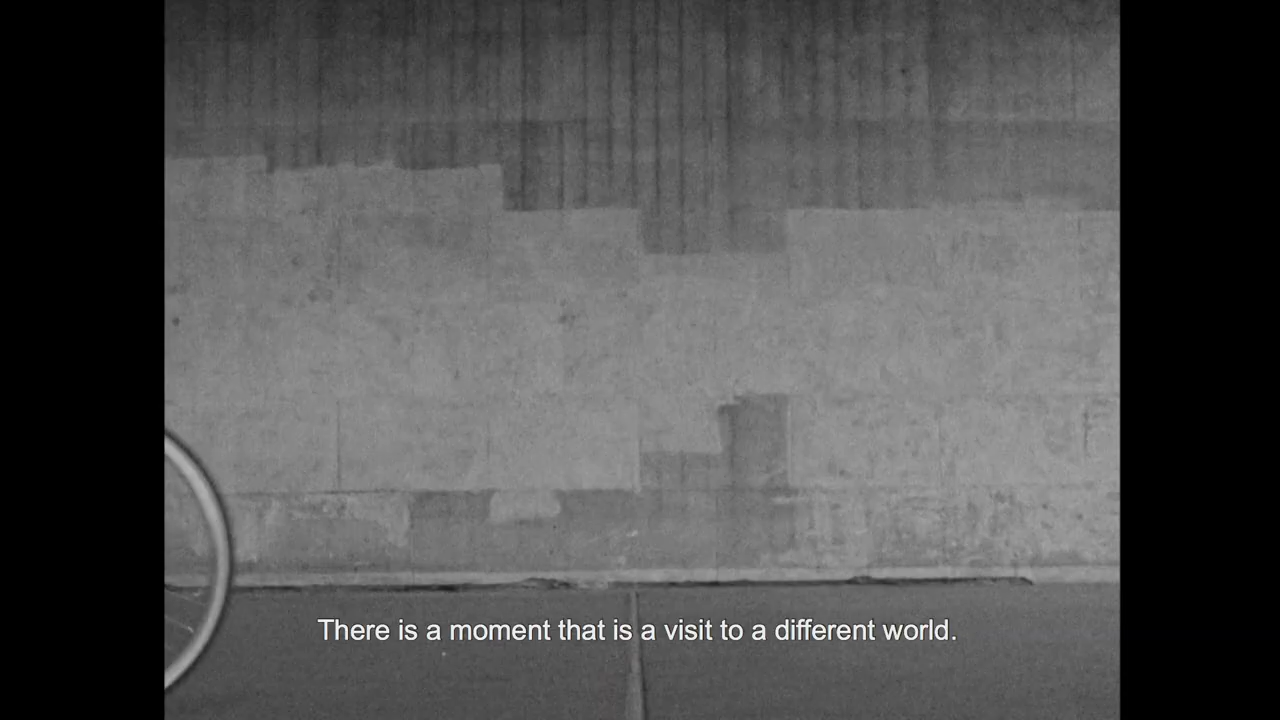 There is a moment that is a visit to a different world.